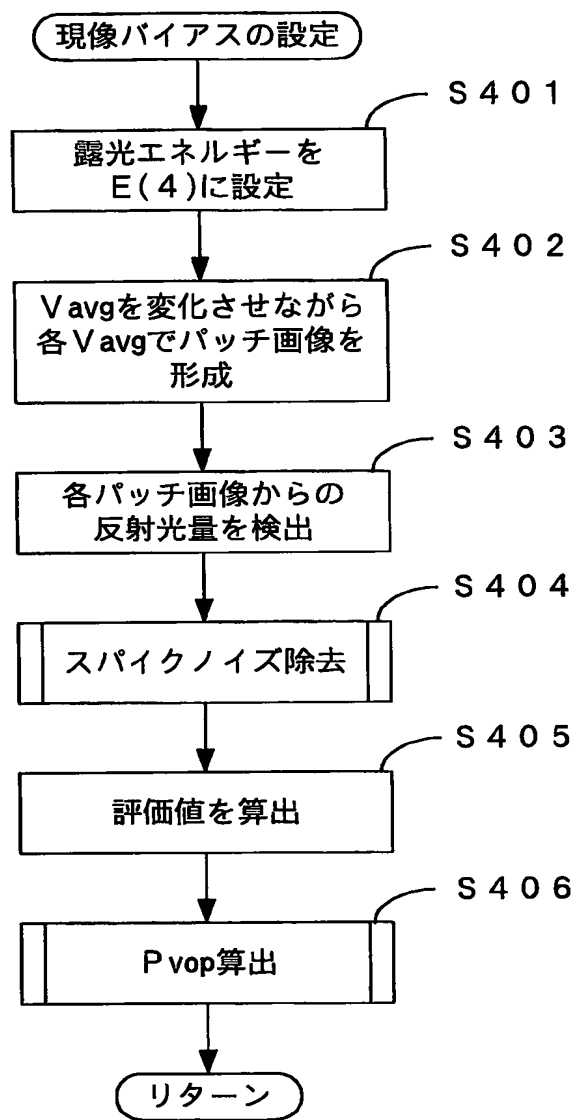 現像バイアスの設定
S401
露光エネルギーを
E(4)に設定
S402
Vavgを変化させながら
各Vavgでパッチ画像を
形成
S403
各パッチ画像からの
反射光量を検出
S404
スパイクノイズ除去
S405
評価値を算出
S406
Pvop算出
リターン